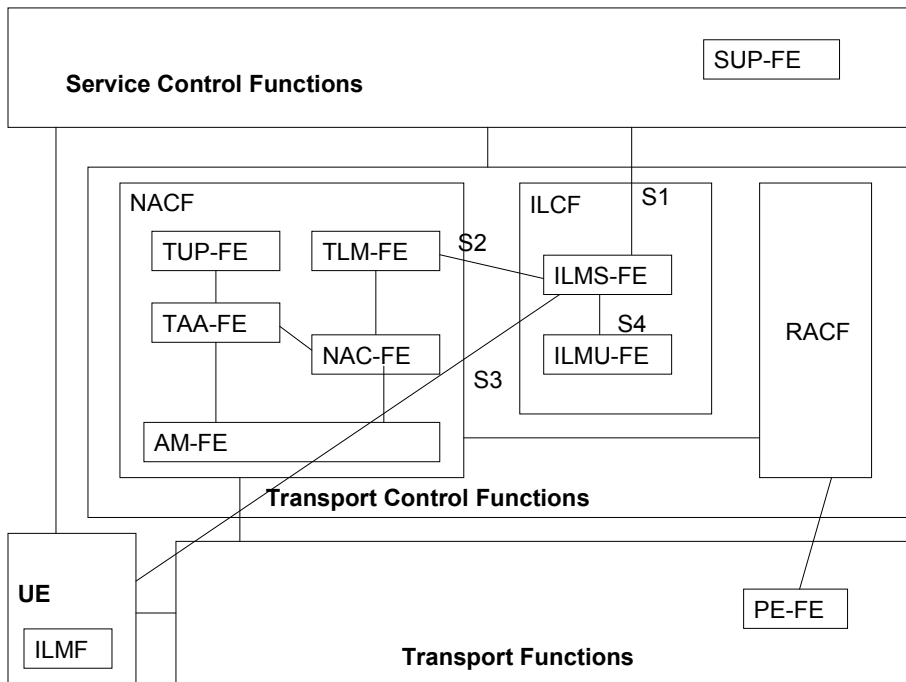 SUP-FE
Service Control Functions
NACF
ILCF
S1
S2
TUP-FE
TLM-FE
ILMS-FE
TAA-FE
S4
RACF
NAC-FE
ILMU-FE
S3
AM-FE
Transport Control Functions
UE
PE-FE
ILMF
Transport Functions